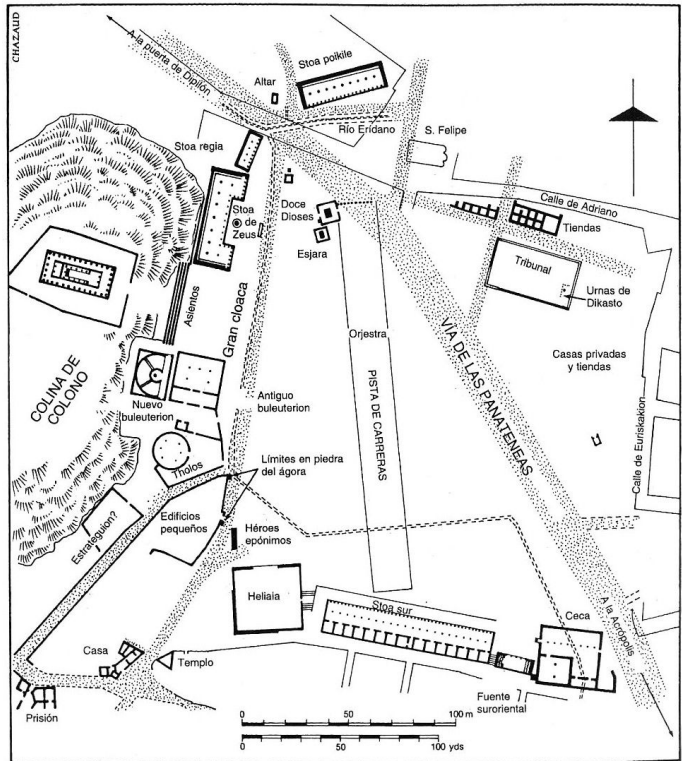 CHAZAUD
A la puerta de Dipilón
Stoa poikile
Altar
Río Erídano
S. Felipe
Stoa regia
Calle de Adriano
Tiendas
Doce
Dioses
Stoa
de
Zeus
Esjara
Tribunal
Urnas de
Dikasto
Asientos
Gran cloaca
Orjestra
VÍA DE LAS PANATENEAS
Casas privadas
y tiendas
COLINA DE
COLONO
PISTA DE CARRERAS
Calle de Euriskakion
Nuevo
buleuterion
Antiguo
buleuterion
Tholos
Límites en piedra
del ágora
Estrateguion?
Edificios
pequeños
Héroes
epónimos
Heliaia
Stoa sur
Ceca
A la Acrópolis
Casa
Templo
Prisión
Fuente
suroriental
0 50 100 m
0 50 100 yds